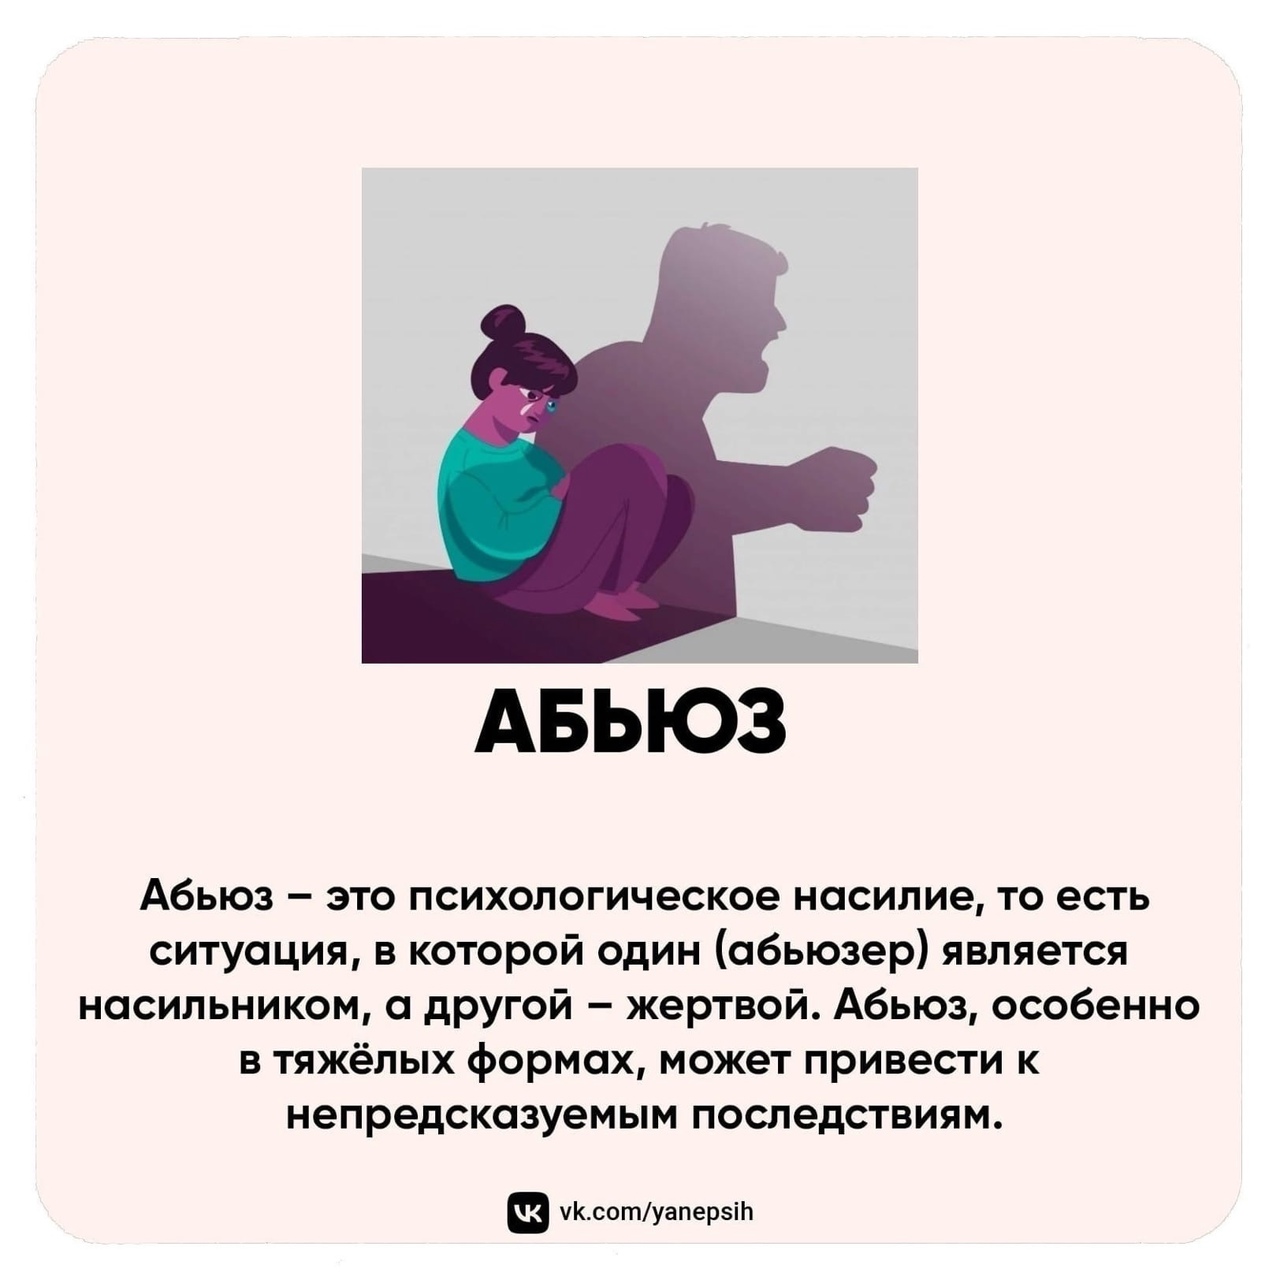 АБЬЮЗ
Абьюз – это психологическое насилие, то есть
ситуация, в которой один (абьюзер) является
насильником, а другой – жертвой. Абьюз, особенно
в тяжёлых формах, может привести к
непредсказуемым последствиям.
vk.com/yanepsih